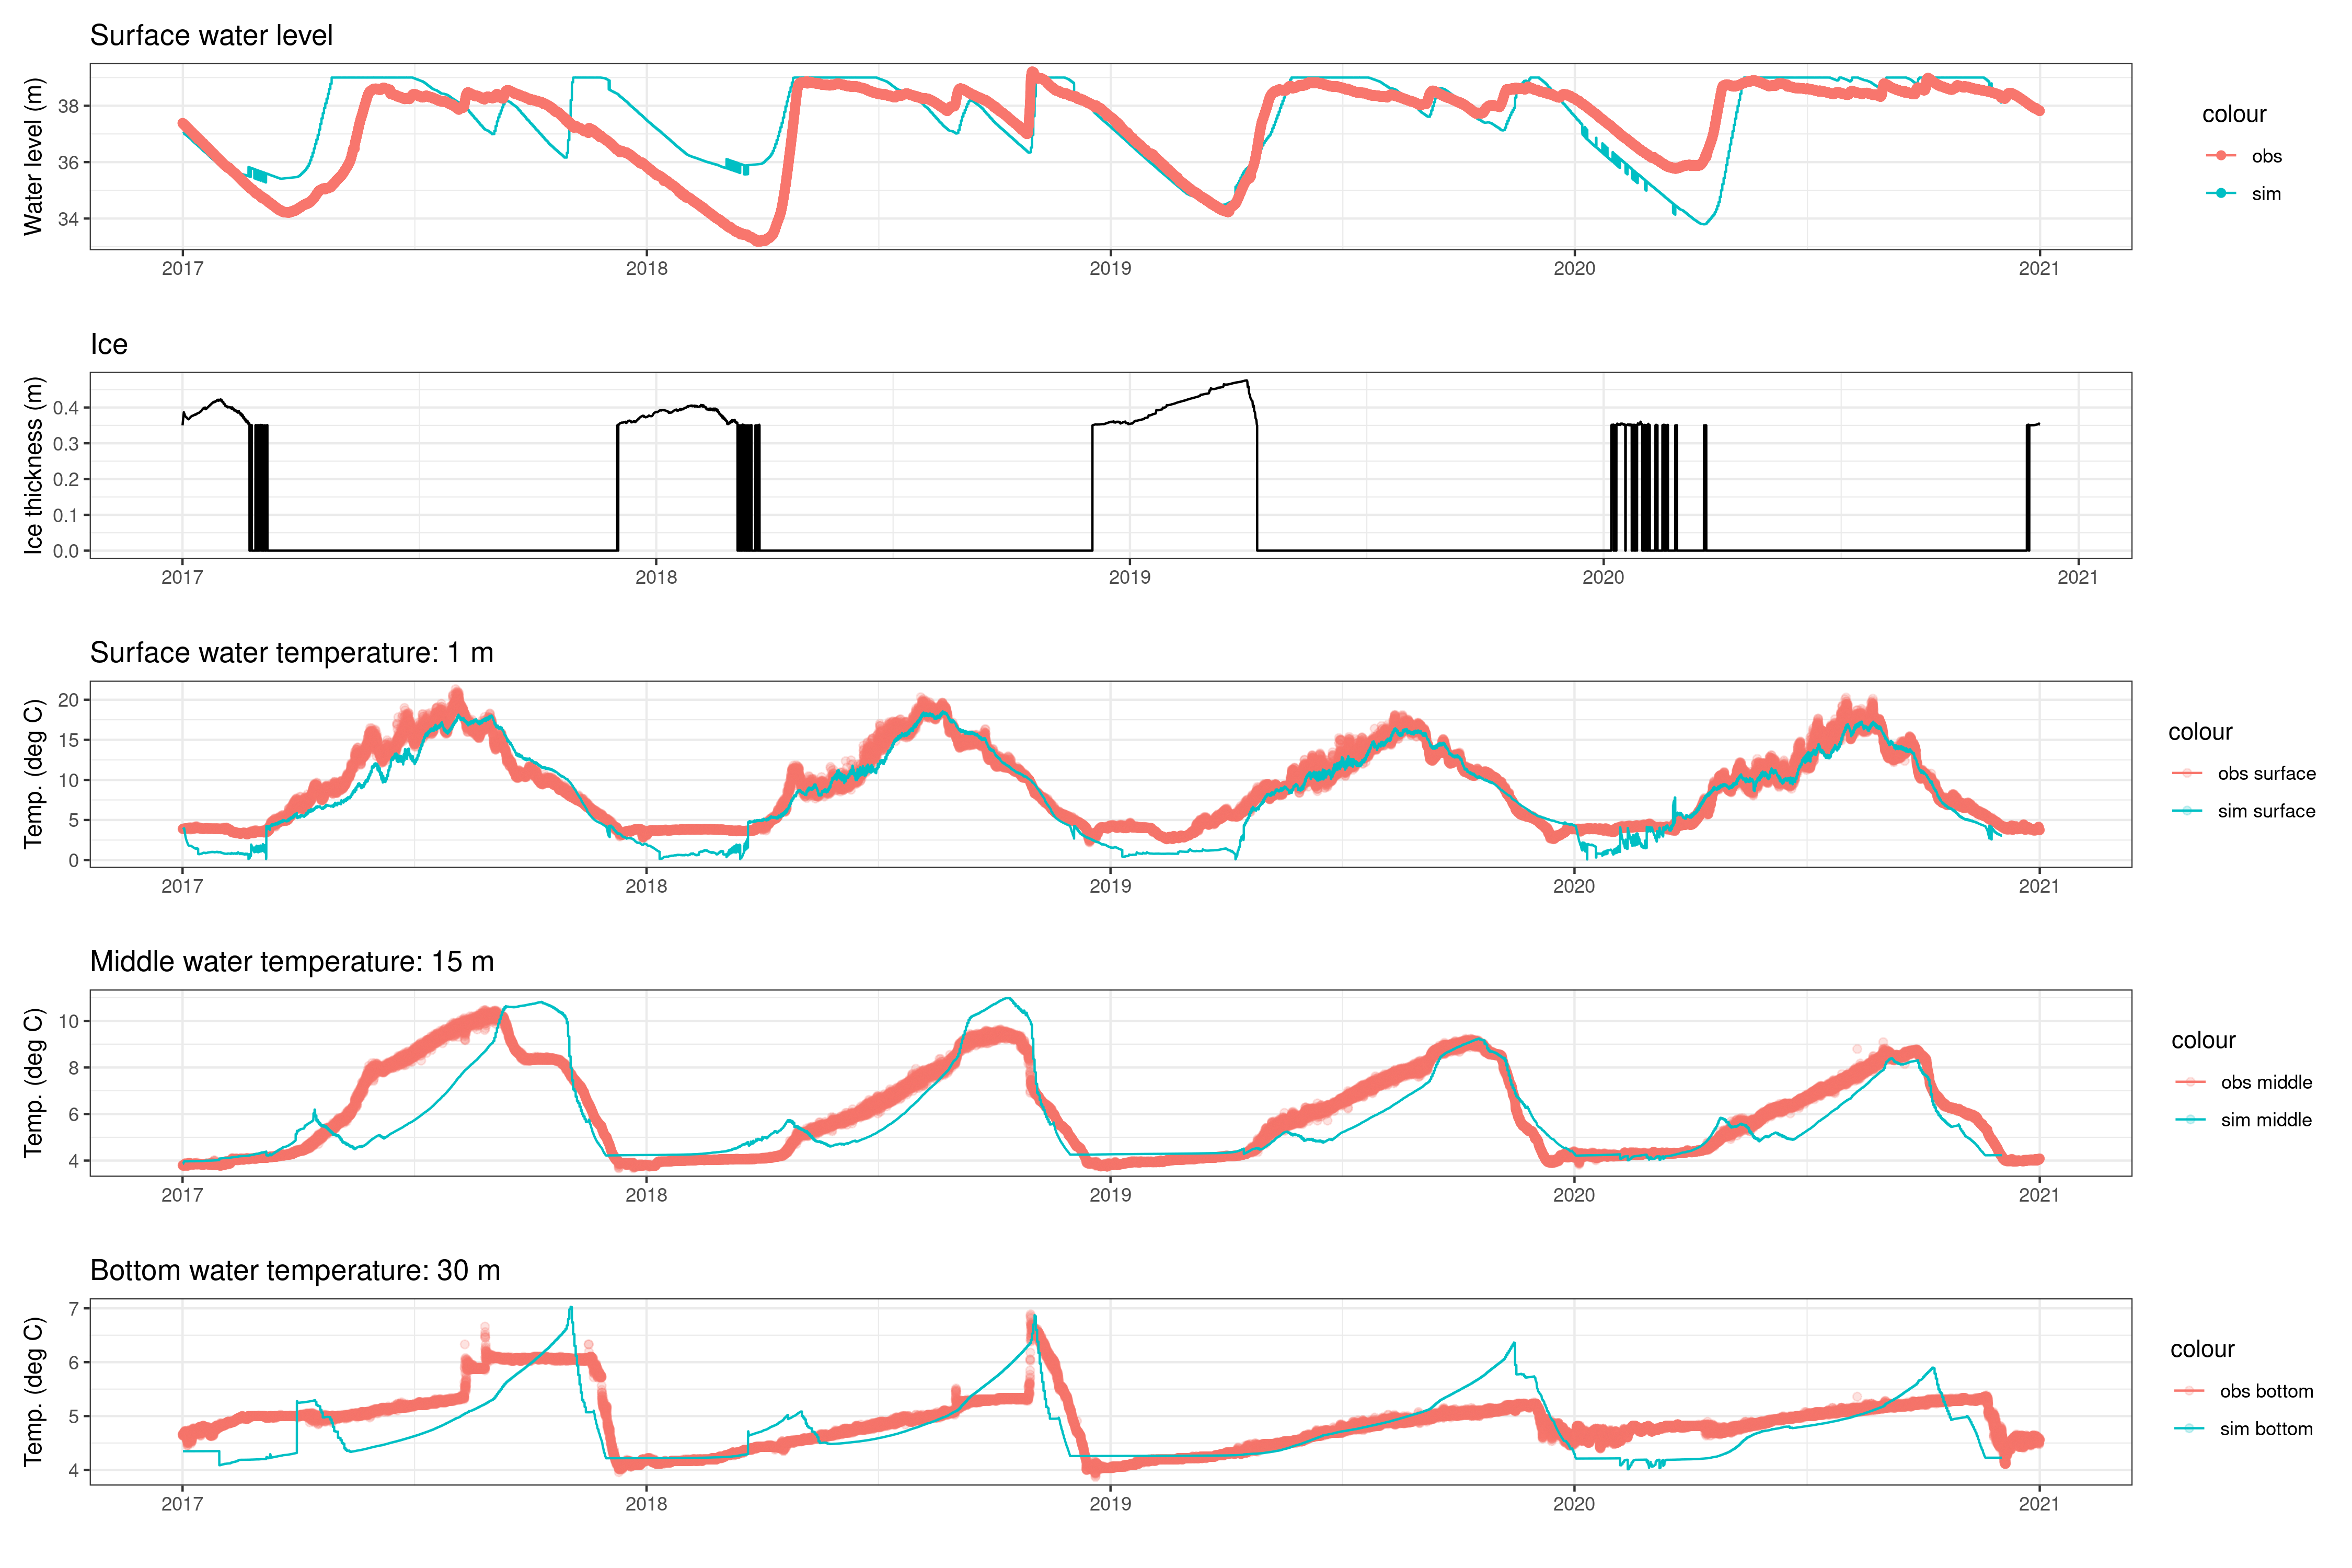 Surface water level
Water level (m)
38
36
34
2017 2018 2019 2020 2021
colour
obs
sim
Ice
Ice thickness (m)
0.4
0.3
0.2
0.1
0.0
2017 2018 2019 2020 2021
Surface water temperature: 1 m
Temp. (deg C)
20
15
10
5
0
2017 2018 2019 2020 2021
colour
obs surface
sim surface
Middle water temperature: 15 m
Temp. (deg C)
10
8
6
4
2017 2018 2019 2020 2021
colour
obs middle
sim middle
Bottom water temperature: 30 m
Temp. (deg C)
7
6
5
4
2017 2018 2019 2020 2021
colour
obs bottom
sim bottom